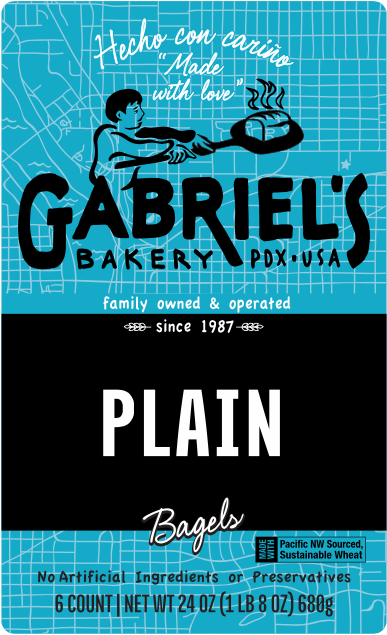 Hecho con cariño
"Made
with love"
GABRIEL'S
BAKERY PDX•USA
family owned & operated
since 1987
PLAIN
Bagels
MADE WITH
Pacific NW Sourced,
Sustainable Wheat
No Artificial Ingredients or Preservatives
6 COUNT | NET WT 24 OZ (1 LB 8 OZ) 680g